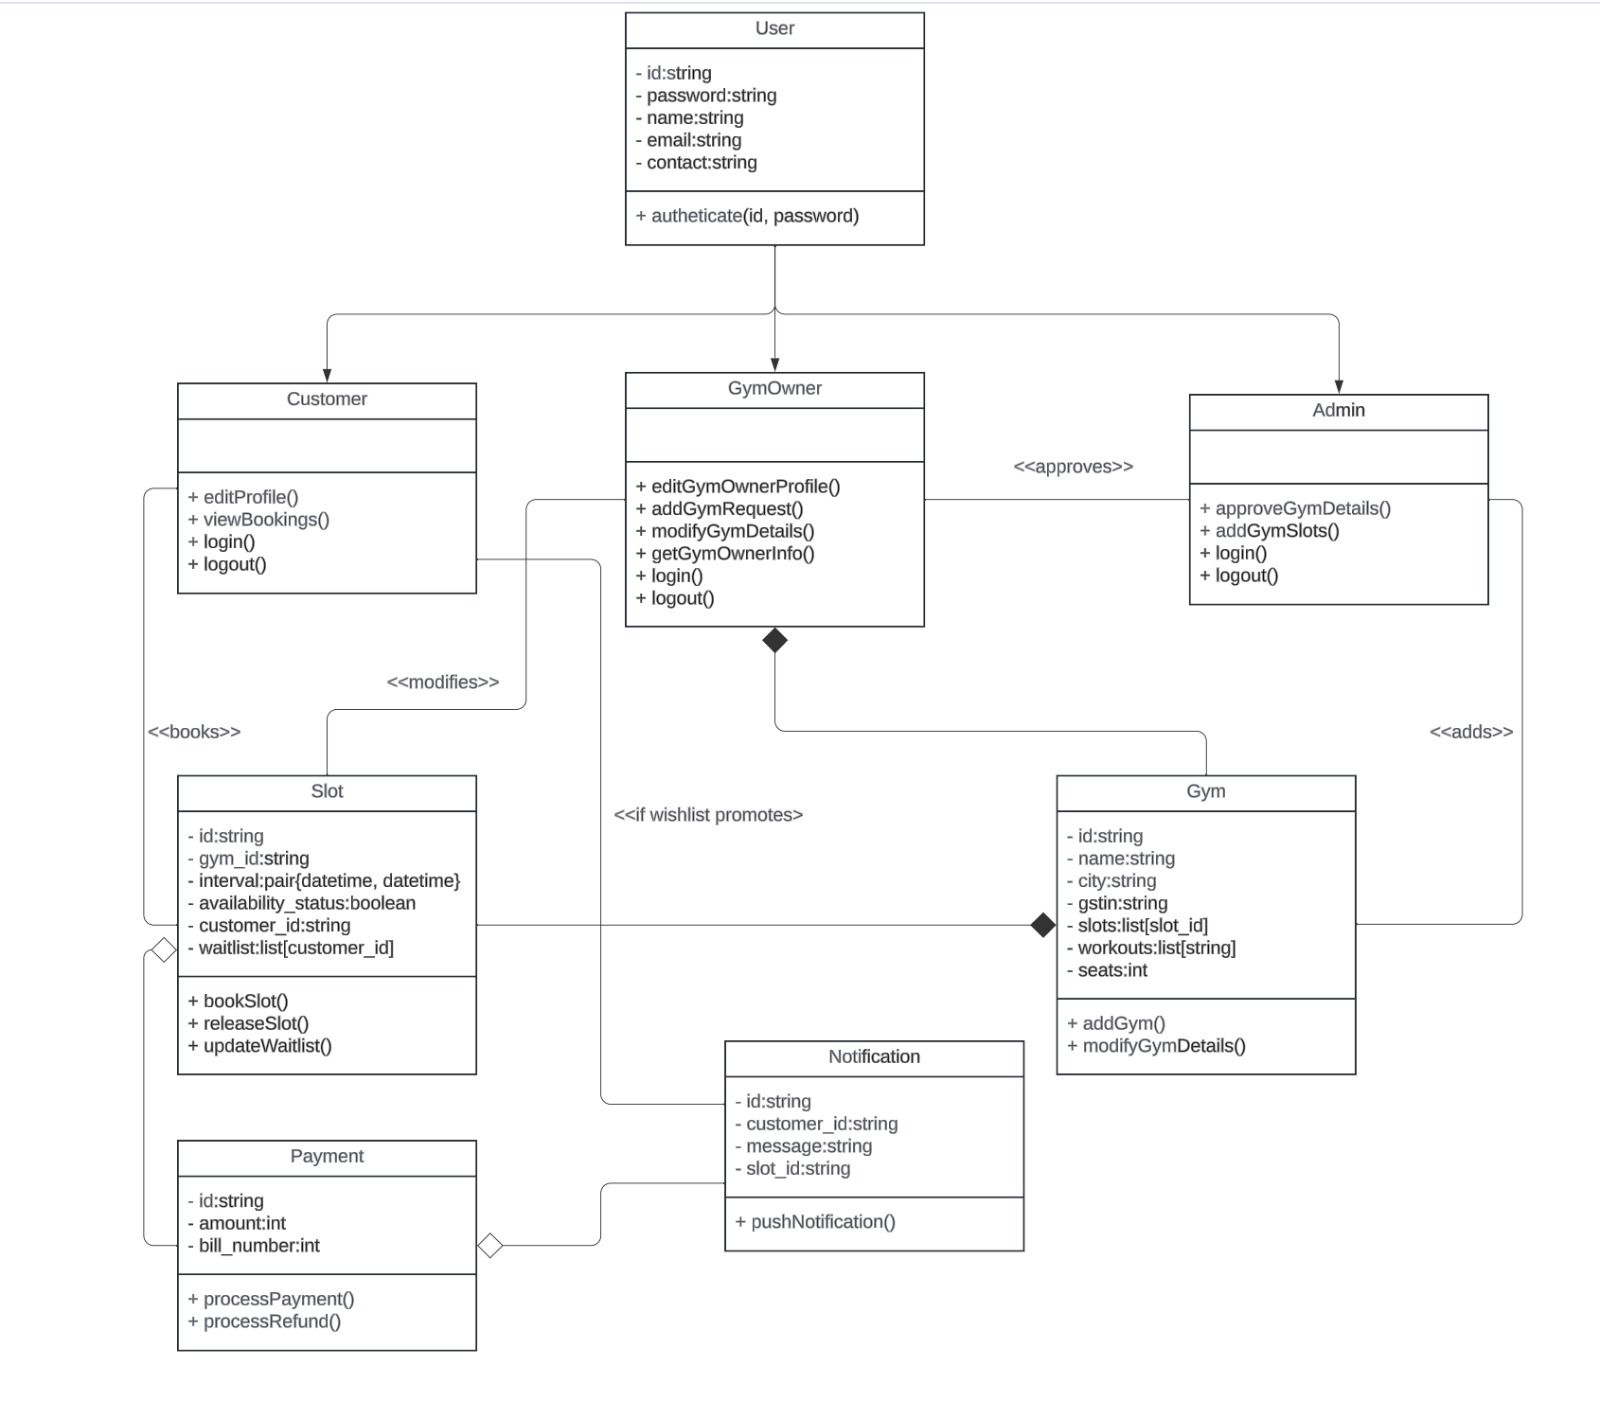 User
- id:string
- password:string
- name:string
- email:string
- contact:string
+ autheticate(id, password)
Customer
+ editProfile()
+ viewBookings()
+ login()
+ logout()
GymOwner
+ editGymOwnerProfile()
+ addGymRequest()
+ modifyGymDetails()
+ getGymOwnerInfo()
+ login()
+ logout()
<<approves>>
Admin
+ approveGymDetails()
+ addGymSlots()
+ login()
+ logout()
<<modifies>>
<<books>>
<<adds>>
Slot
- id:string
- gym_id:string
- interval:pair{datetime, datetime}
- availability_status:boolean
- customer_id:string
- waitlist:list[customer_id]
+ bookSlot()
+ releaseSlot()
+ updateWaitlist()
<<if wishlist promotes>
Gym
- id:string
- name:string
- city:string
- gstin:string
- slots:list[slot_id]
- workouts:list[string]
- seats:int
+ addGym()
+ modifyGymDetails()
Notification
- id:string
- customer_id:string
- message:string
- slot_id:string
+ pushNotification()
Payment
- id:string
- amount:int
- bill_number:int
+ processPayment()
+ processRefund()